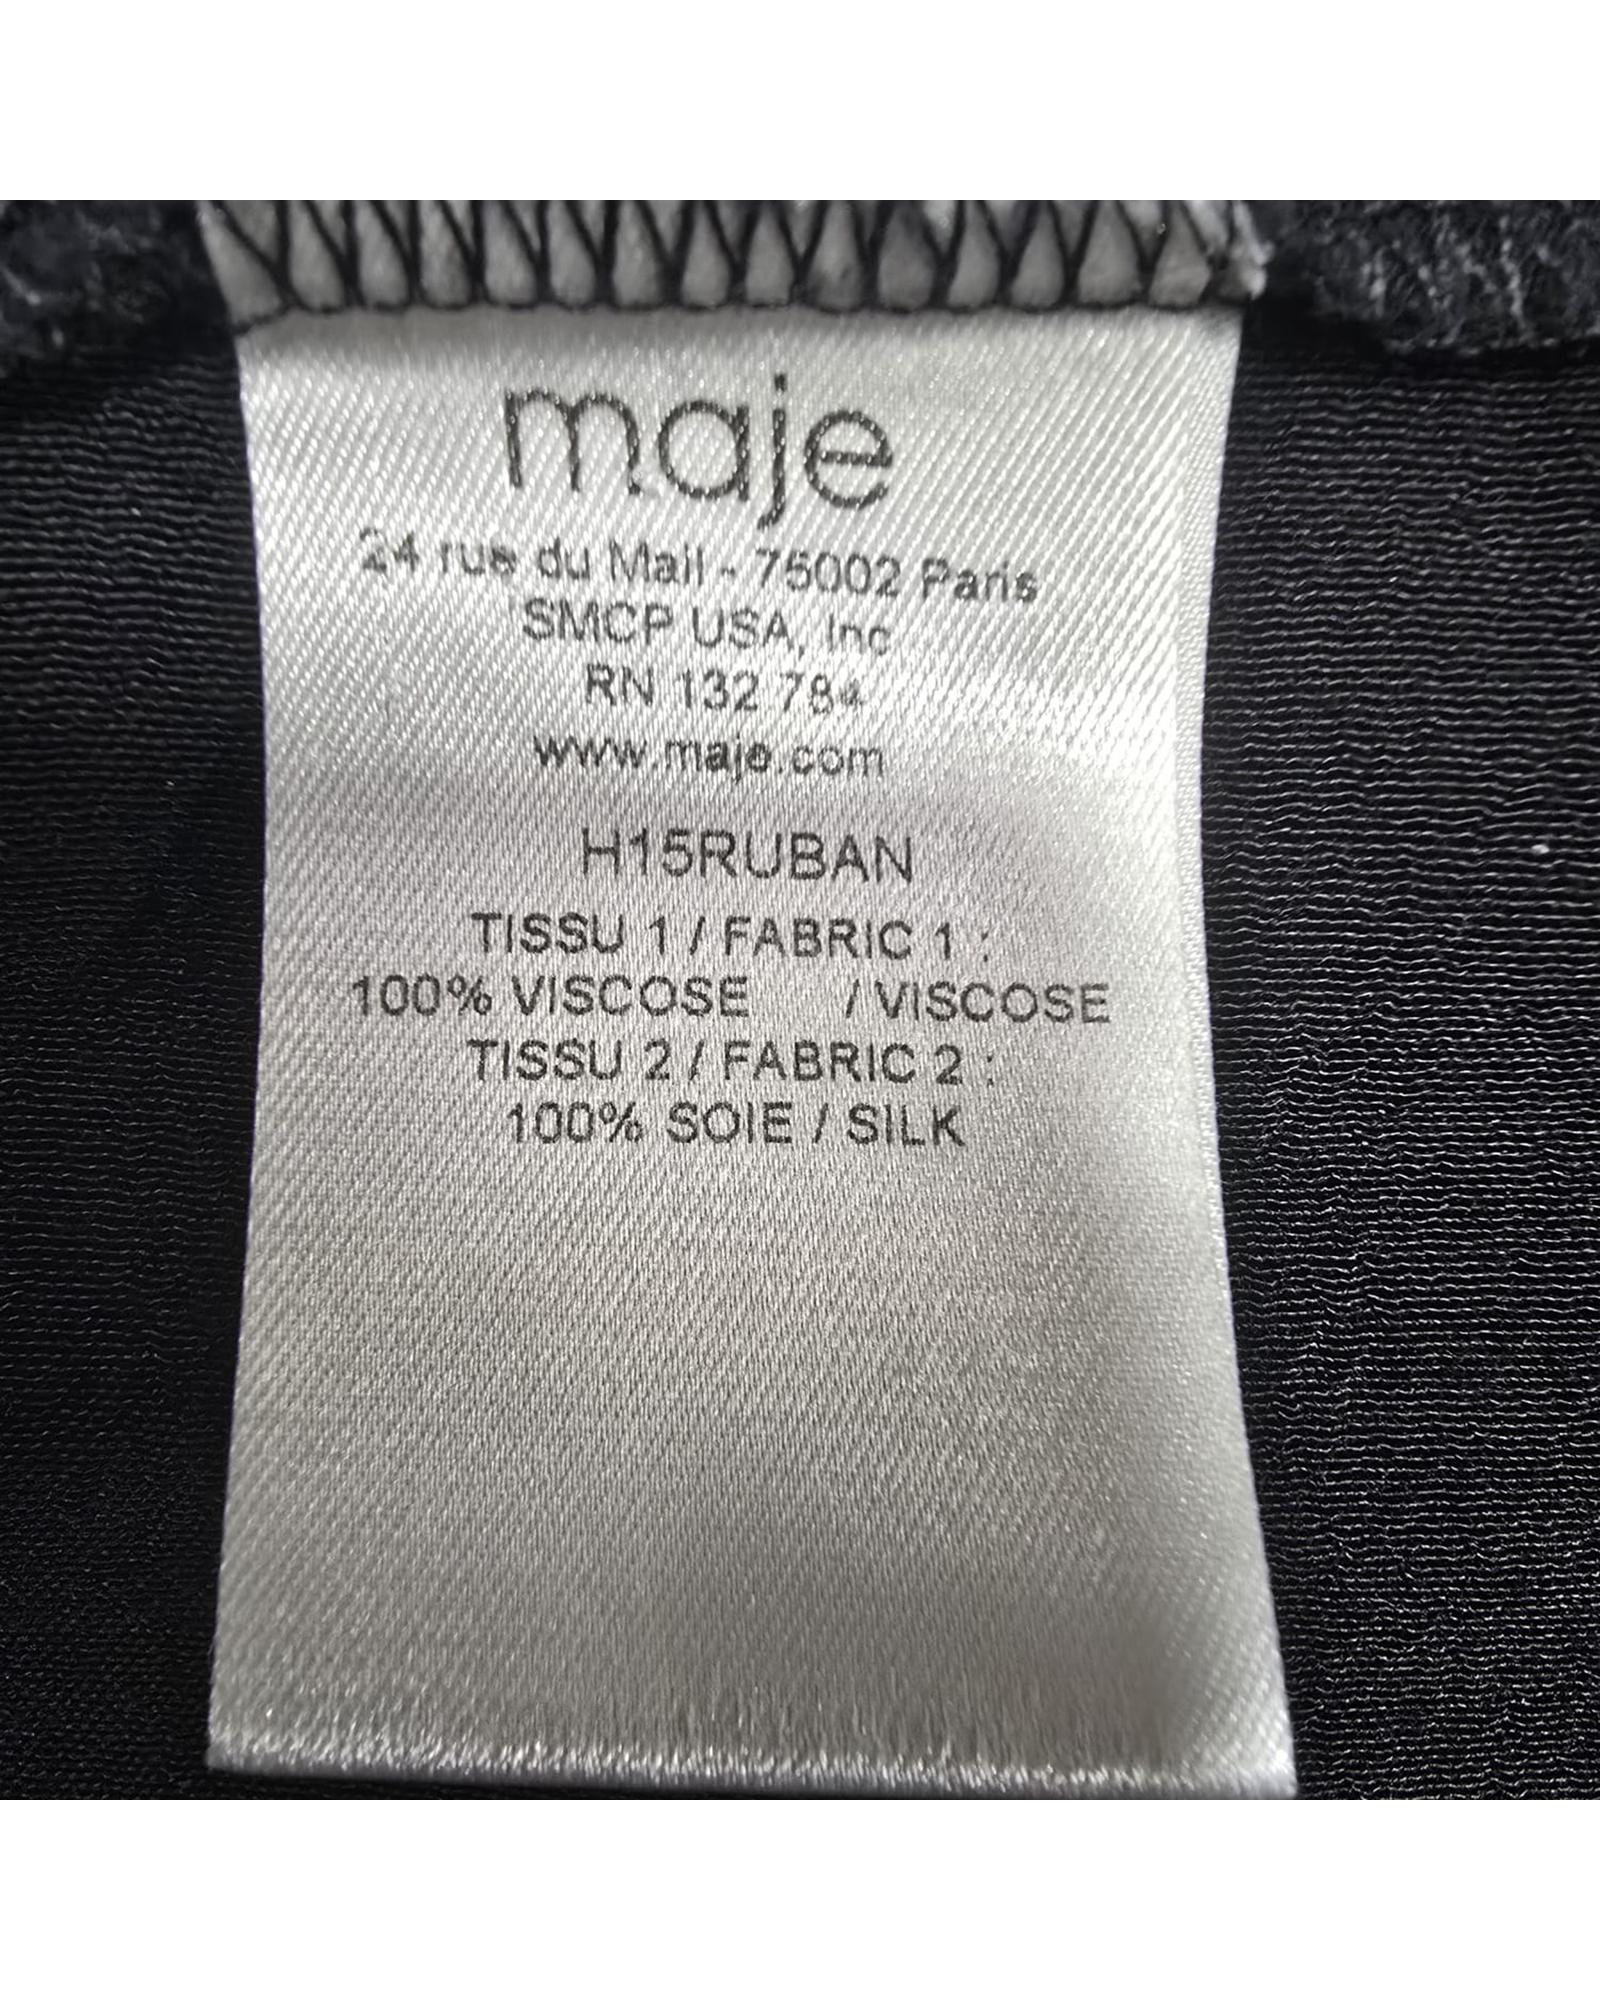 maje
24 rue du Mail - 75002 Paris
SMCP USA, Inc
RN 132 784
www.maje.com
H15RUBAN
TISSU 1 / FABRIC 1 :
100% VISCOSE / VISCOSE
TISSU 2 / FABRIC 2 :
100% SOIE / SILK